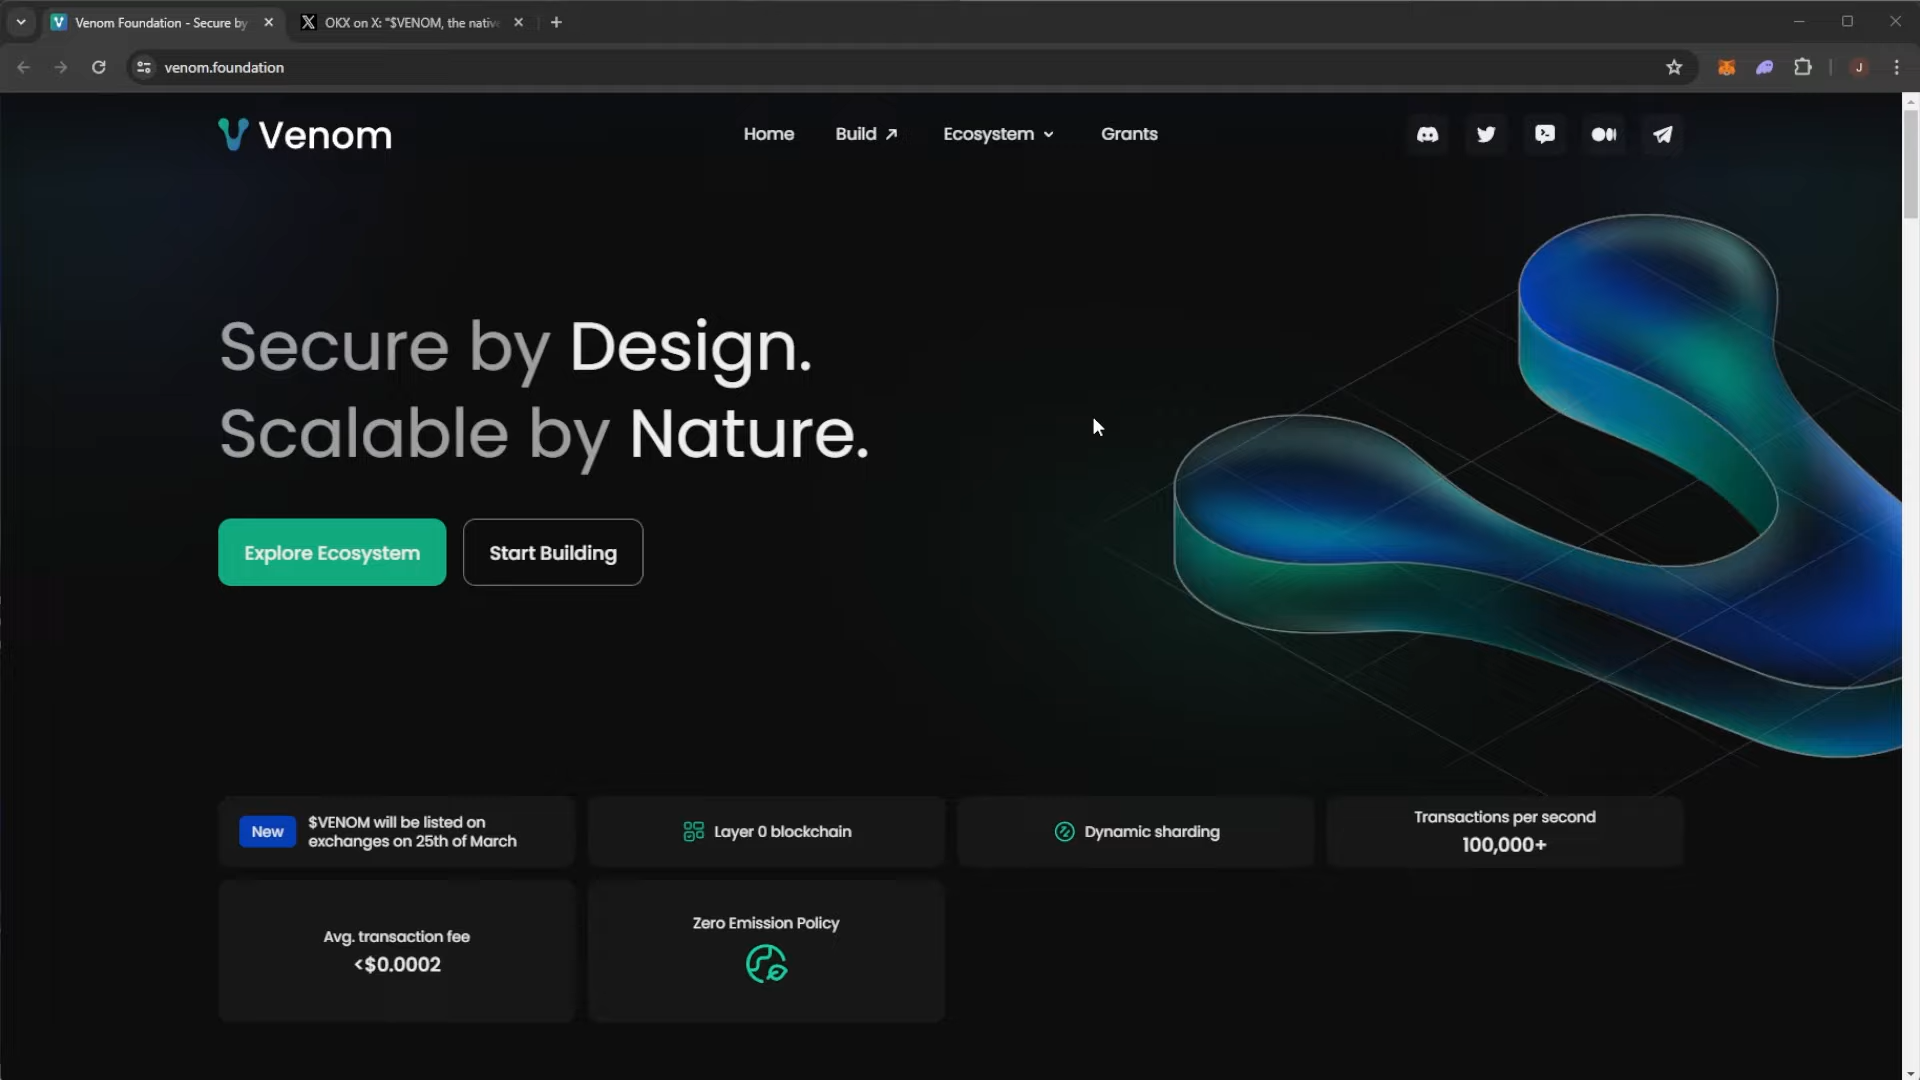 Venom Foundation - Secure by
OKX on X: "$VENOM, the nativ
venom.foundation
J
Venom
Home
Build
Ecosystem
Grants
Secure by Design.
Scalable by Nature.
Explore Ecosystem
Start Building
New
$VENOM will be listed on
exchanges on 25th of March
Layer 0 blockchain
Dynamic sharding
Transactions per second
100,000+
Avg. transaction fee
<$0.0002
Zero Emission Policy